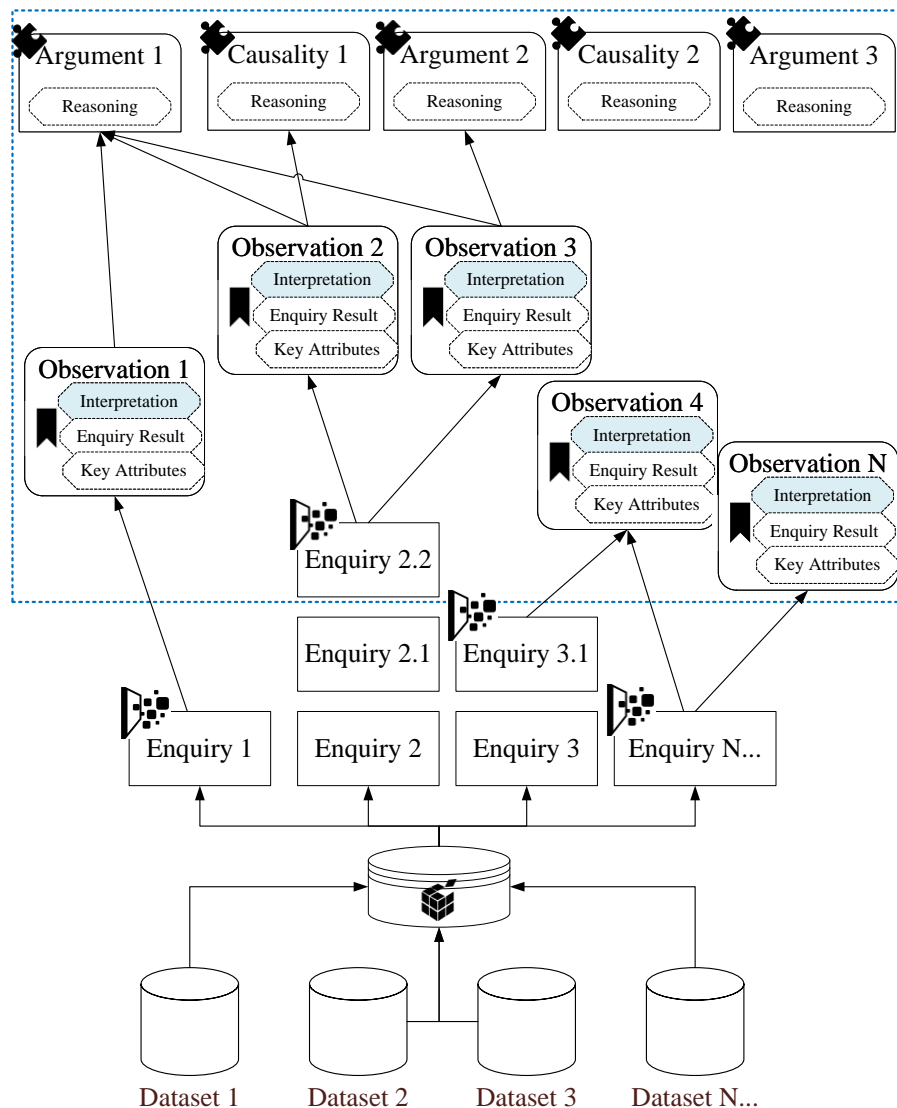 Argument 1
Causality 1
Argument 2
Causality 2
Argument 3
Reasoning
Reasoning
Reasoning
Reasoning
Reasoning
Observation 2
Interpretation
Enquiry Result
Key Attributes
Observation 3
Interpretation
Enquiry Result
Key Attributes
Observation 1
Interpretation
Enquiry Result
Key Attributes
Observation 4
Interpretation
Enquiry Result
Key Attributes
Observation N
Interpretation
Enquiry Result
Key Attributes
Enquiry 2.2
Enquiry 2.1
Enquiry 3.1
Enquiry 1
Enquiry 2
Enquiry 3
Enquiry N...
Dataset 1
Dataset 2
Dataset 3
Dataset N...